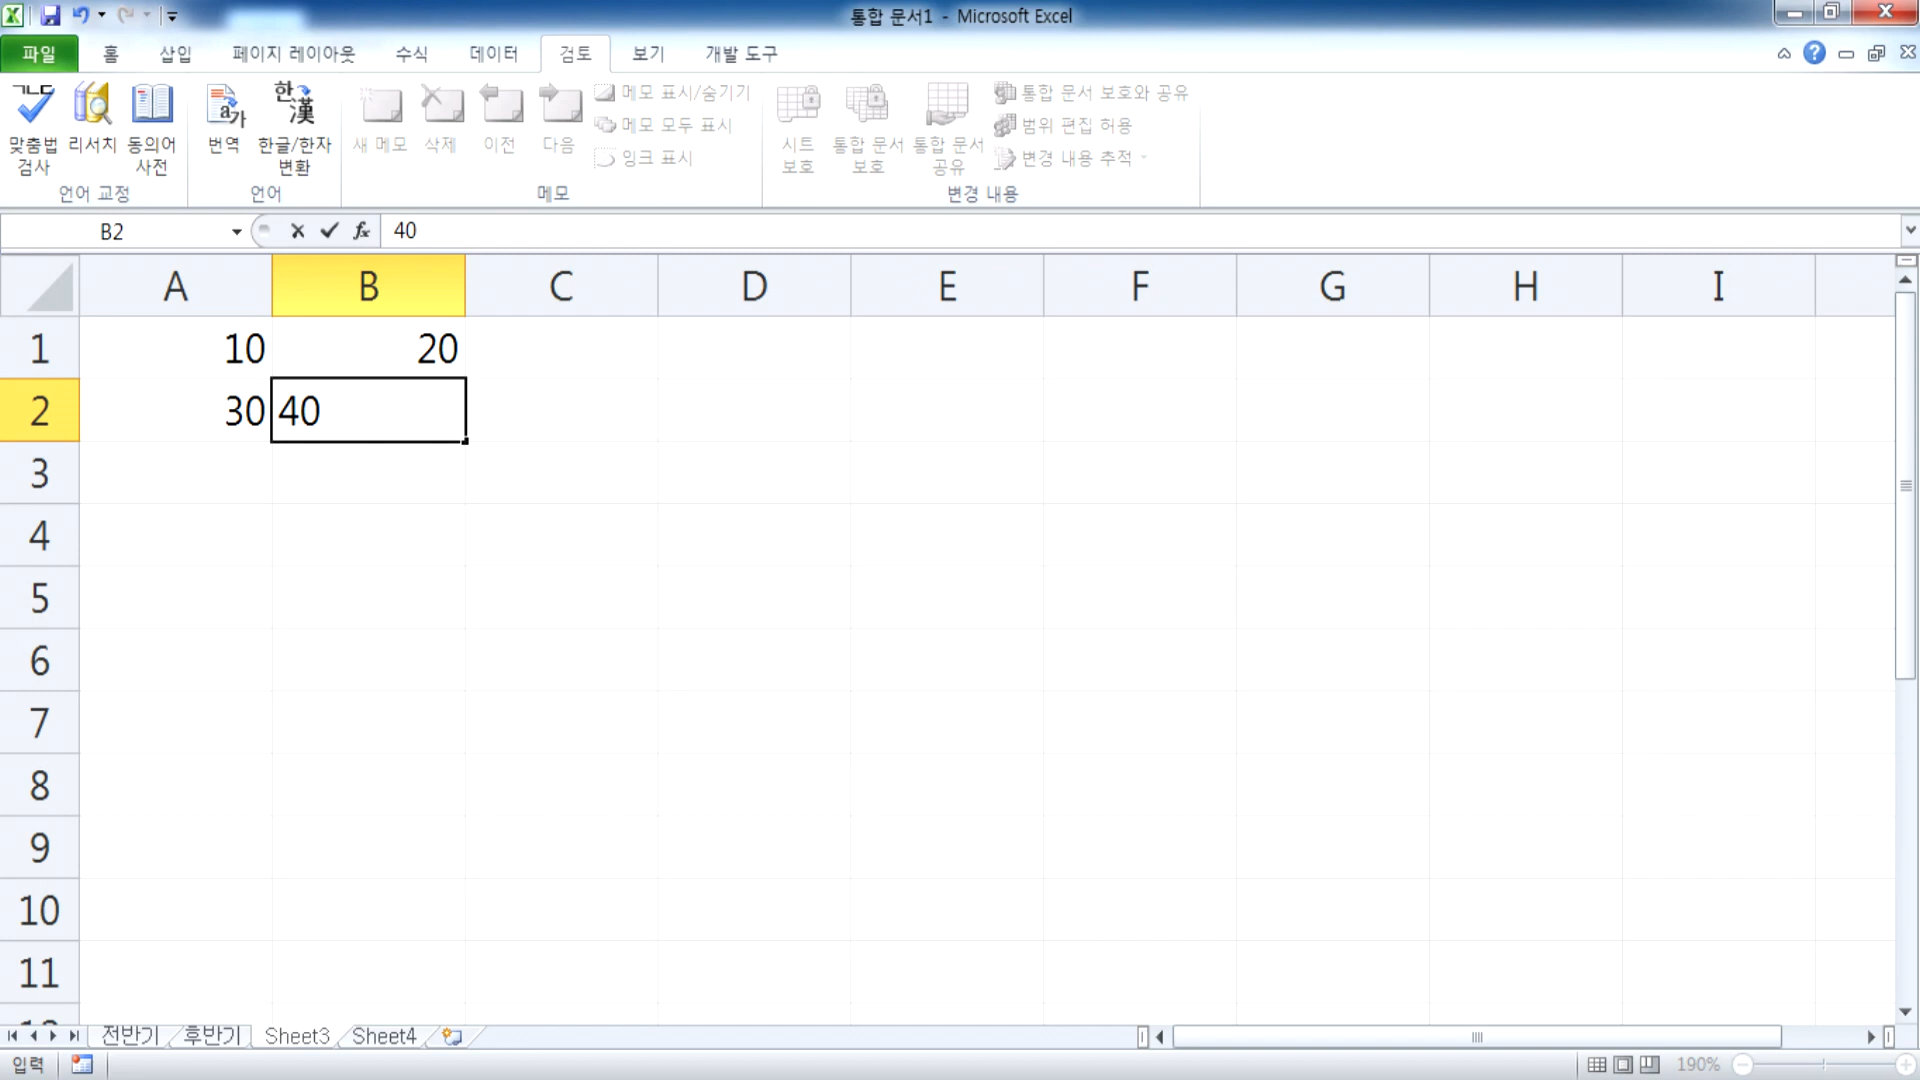 통합 문서1 - Microsoft Excel
파일 홈 삽입 페이지 레이아웃 수식 데이터 검토 보기 개발 도구
맞춤법 검사
리서치
동의어 사전
번역
한글/한자 변환
새 메모
삭제
이전
다음
메모 표시/숨기기
메모 모두 표시
잉크 표시
시트 보호
통합 문서 보호
통합 문서 공유
통합 문서 보호와 공유
범위 편집 허용
변경 내용 추적
언어 교정 언어 메모 변경 내용
B2 fx 40
A B C D E F G H I
1 10 20
2 30 40
3
4
5
6
7
8
9
10
11
전반기 후반기 Sheet3 Sheet4
입력 190%